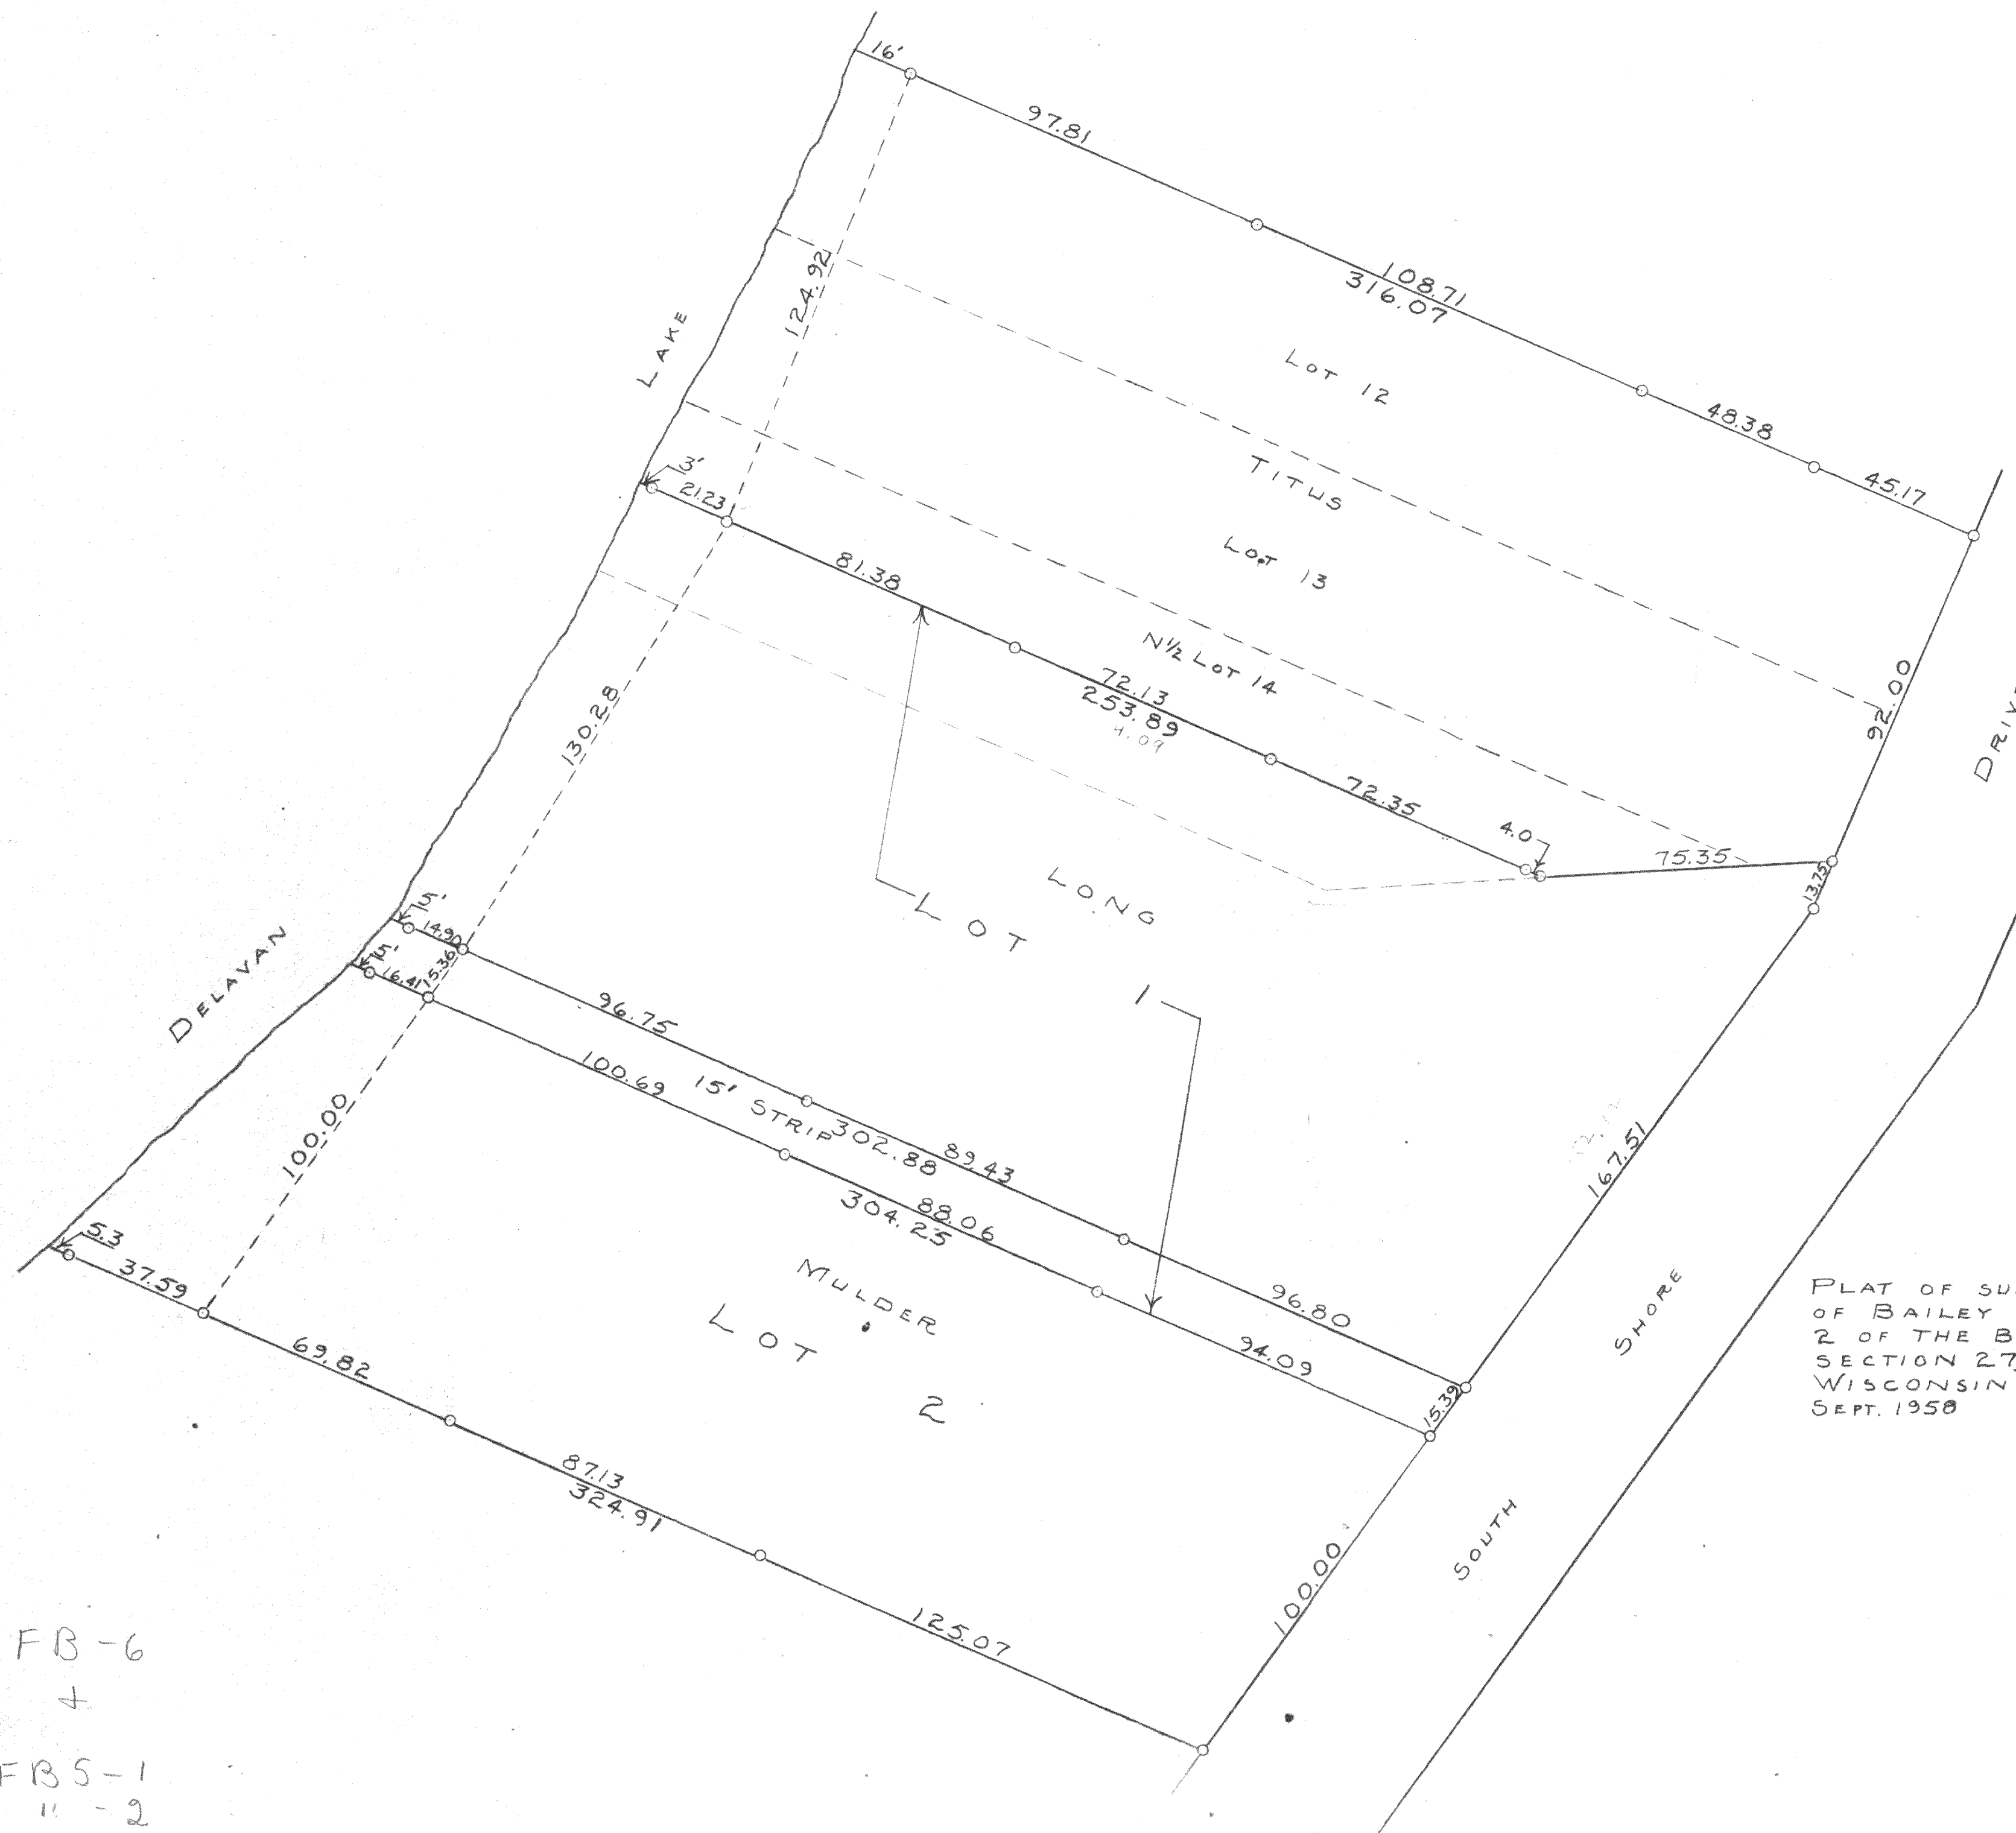 16'
97.81
108.71
316.07
48.38
45.17
124.92
LAKE
LOT 12
TITUS
LOT 13
N½ LOT 14
92.00
3'
21.23
81.38
72.13
253.89
4.09
72.35
4.0
75.35
13.75
130.28
LONG
LOT
1
5'
14.90
5'
16.41
15.36
DELAVAN
96.75
100.69
15' STRIP
302.88
89.43
88.06
304.25
96.80
94.09
15.39
167.51
100.00
5.3
37.59
69.82
87.13
324.91
125.07
MULDER
LOT
2
100.00
SHORE
SOUTH
PLAT OF
OF BAILEY
2 OF THE
SECTION 27
WISCONSIN
SEPT. 1958
FB-6
+
FB5-1
" -2